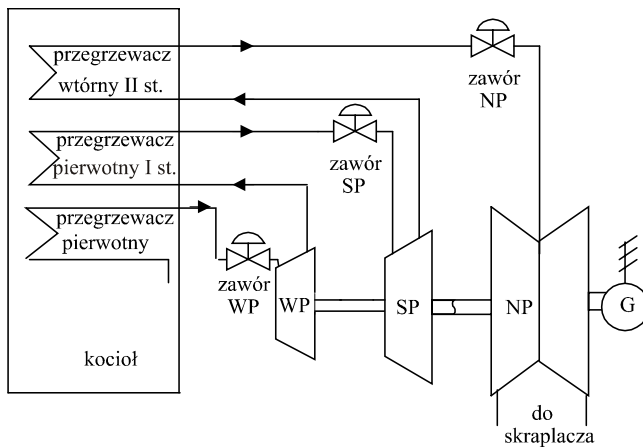 przegrzewacz
wtórny II st.
zawór
NP
przegrzewacz
pierwotny I st.
zawór
SP
przegrzewacz
pierwotny
zawór
WP
WP
SP
NP
G
kocioł
do
skraplacza